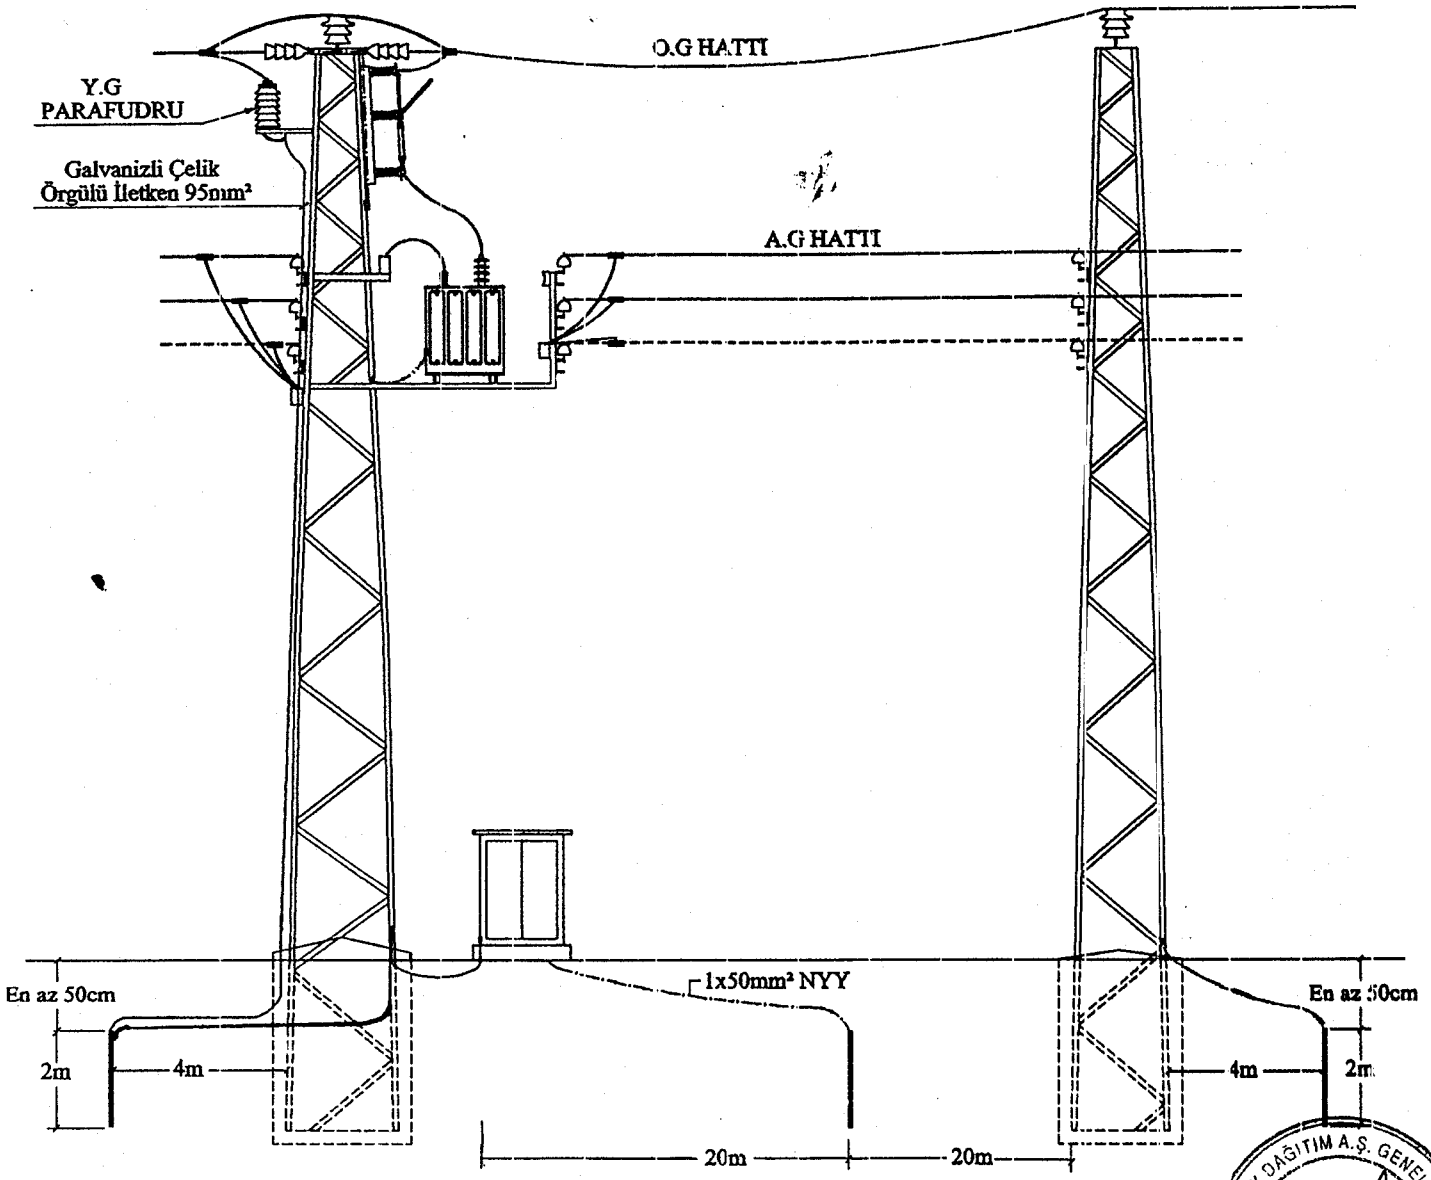 O.G HATTI
Y.G
PARAFUDRU
Galvanizli Çelik
Örgülü İletken 95mm²
A.G HATTI
1x50mm² NYY
En az 50cm
En az 50cm
2m
4m
4m
2m
20m
20m
DAĞITIM A.Ş. GENEL